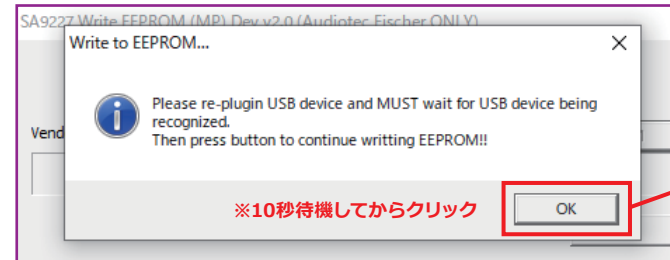 SA9227 Write EEPROM (MP) Dev v2.0 (Audiotec Fischer ONLY)
Write to EEPROM...
Please re-plugin USB device and MUST wait for USB device being
recognized.
Then press button to continue writting EEPROM!!
Vend
※10秒待機してからクリック
OK